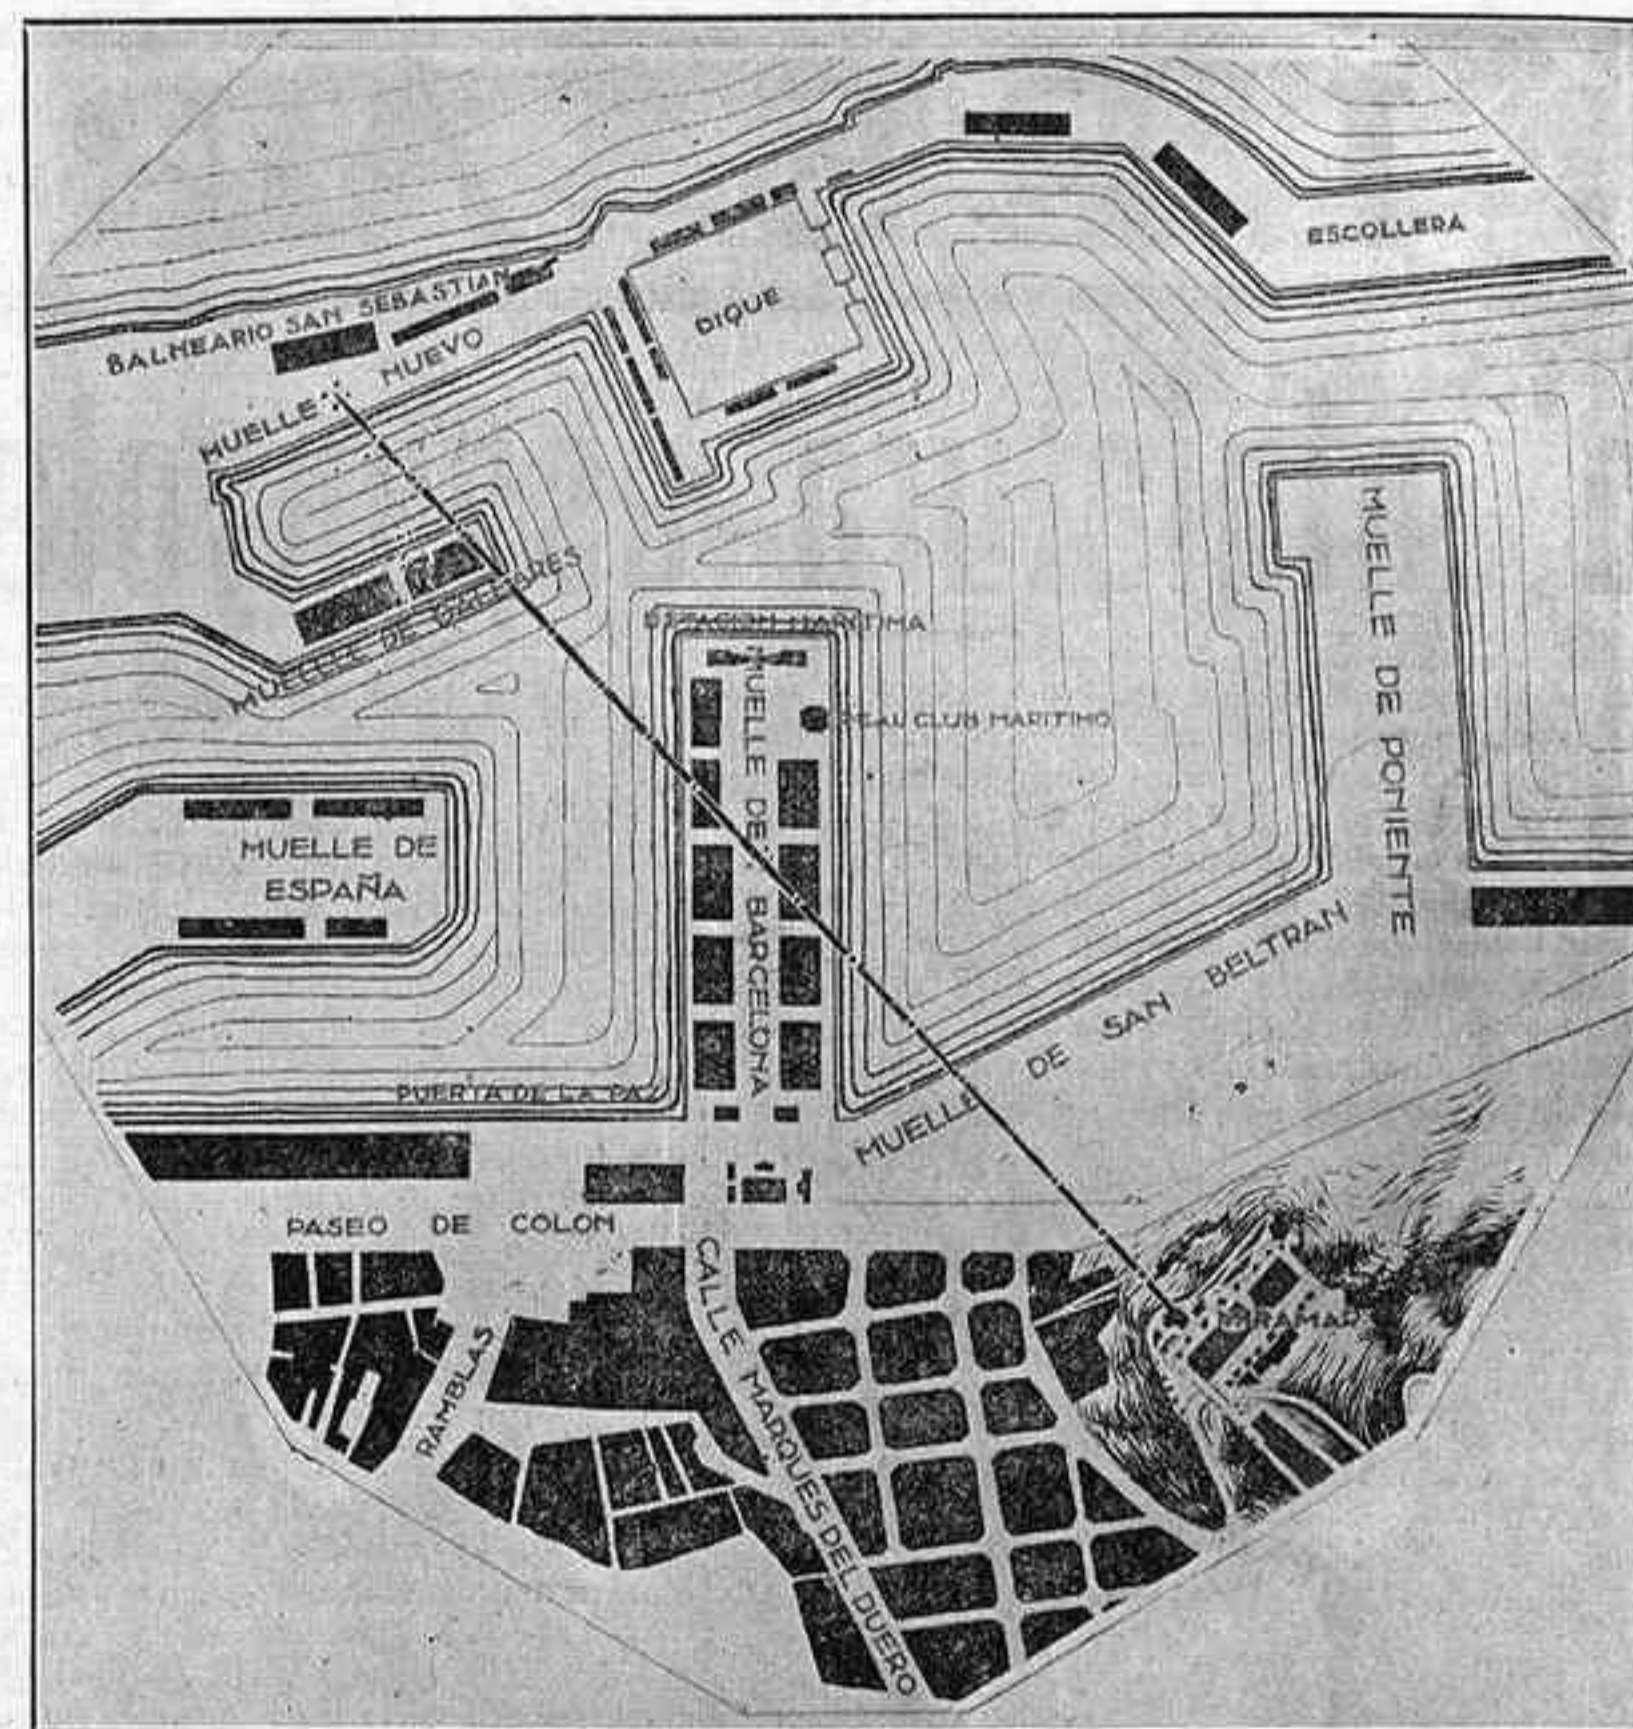 ESCOLLERA
BALNEARIO SAN SEBASTIAN
DIQUE
MUELLE NUEVO
MUELLE DE BALEARES
ESTACION MARITIMA
REAL CLUB MARITIMO
MUELLE DE BARCELONA
MUELLE DE PONIENTE
MUELLE DE
ESPAÑA
MUELLE DE SAN BELTRAN
PUERTA DE LA PAZ
PASEO DE COLON
RAMBLAS
CALLE MARQUES DEL DUERO
MIRAMAR